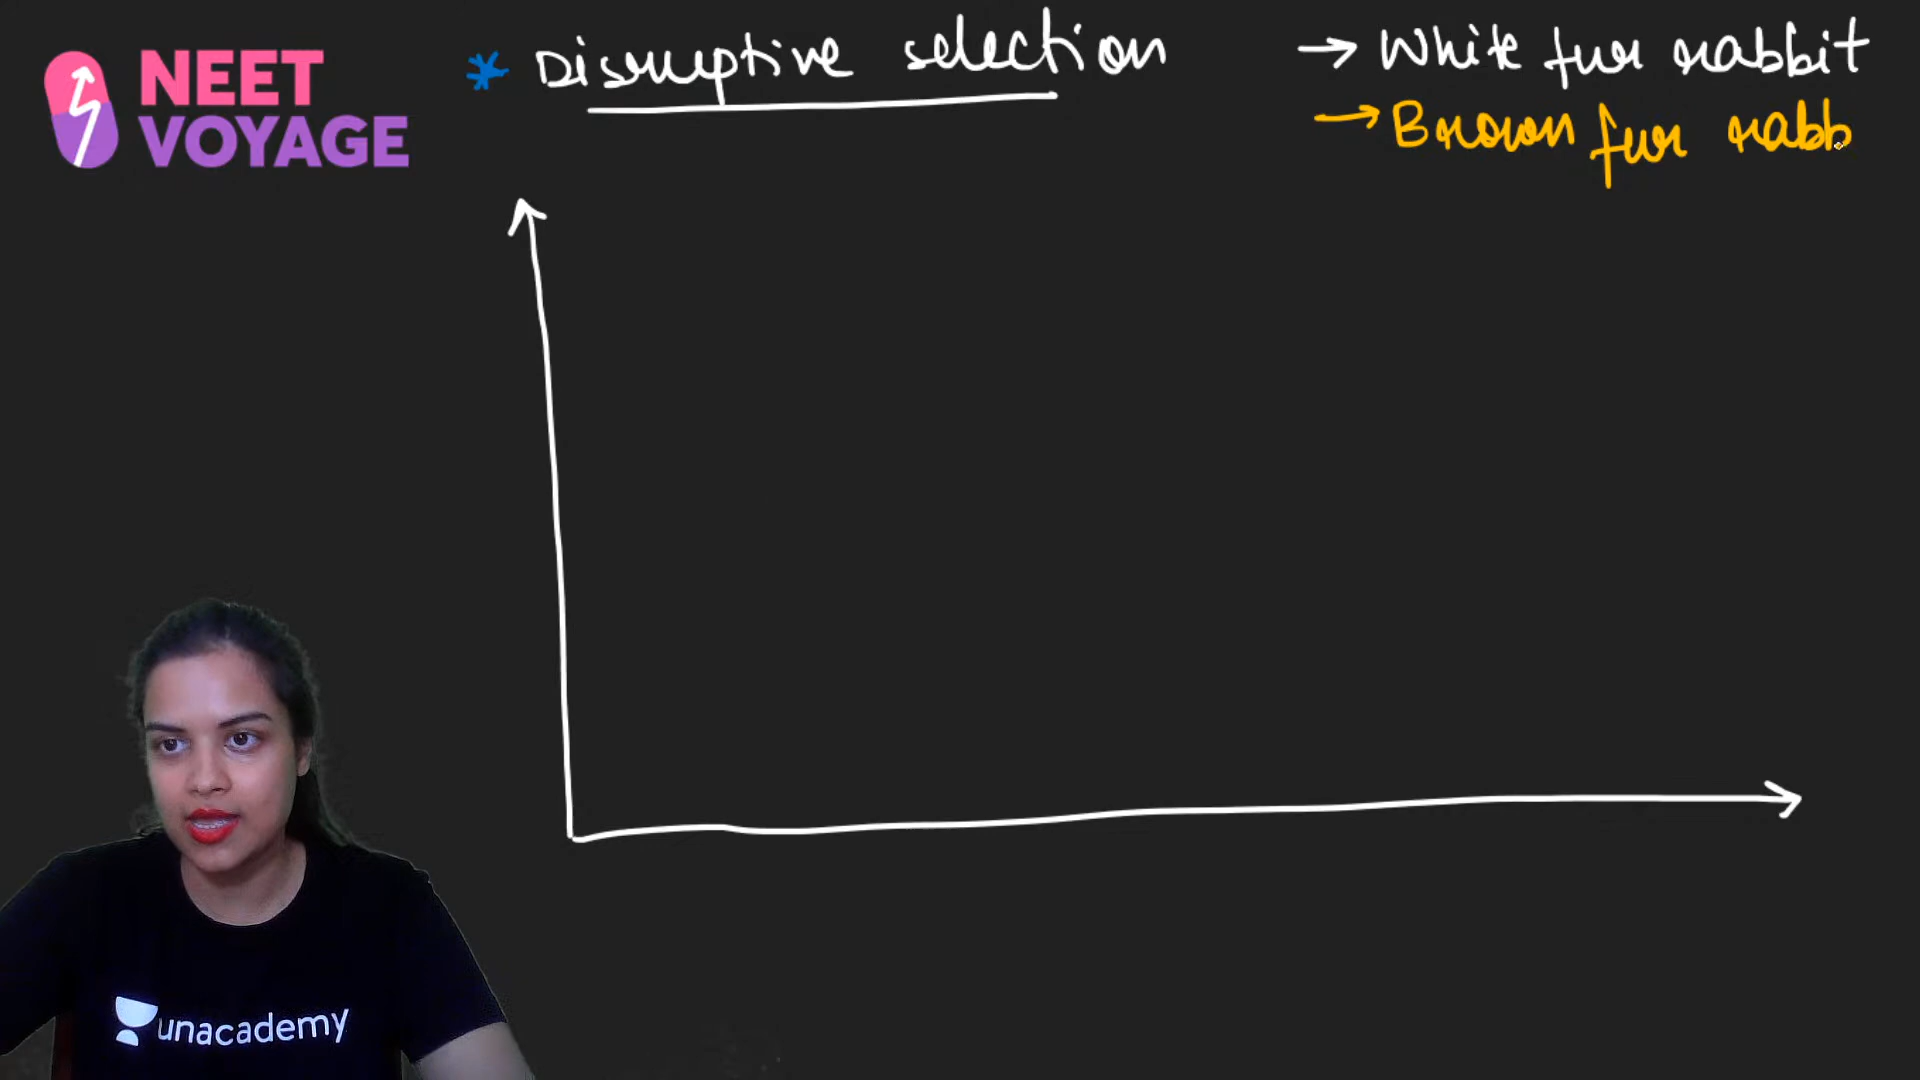 NEET
VOYAGE
* Disruptive selection
→ White fur rabbit
→ Brown fur rabb
unacademy